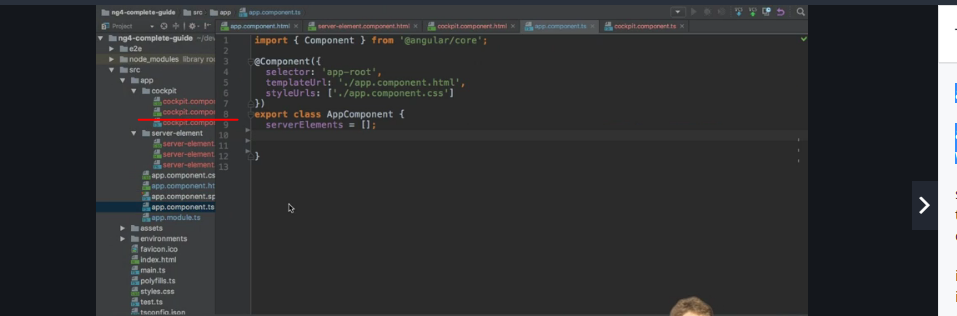 ng4-complete-guide src app app.component.ts
Project
app.component.html server-element.component.html cockpit.component.html app.component.ts cockpit.component.ts
ng4-complete-guide ~/dev
e2e
node_modules library ro
src
app
cockpit
cockpit.compo
cockpit.compo
cockpit.compo
server-element
server-element.
server-element.
server-element.
app.component.cs
app.component.ht
app.component.sp
app.component.ts
app.module.ts
assets
environments
favicon.ico
index.html
main.ts
polyfills.ts
styles.css
test.ts
tsconfig.json
1 import { Component } from '@angular/core';
2
3 @Component({
4 selector: 'app-root',
5 templateUrl: './app.component.html',
6 styleUrls: ['./app.component.css']
7 })
8 export class AppComponent {
9 serverElements = [];
10
11
12 }
13